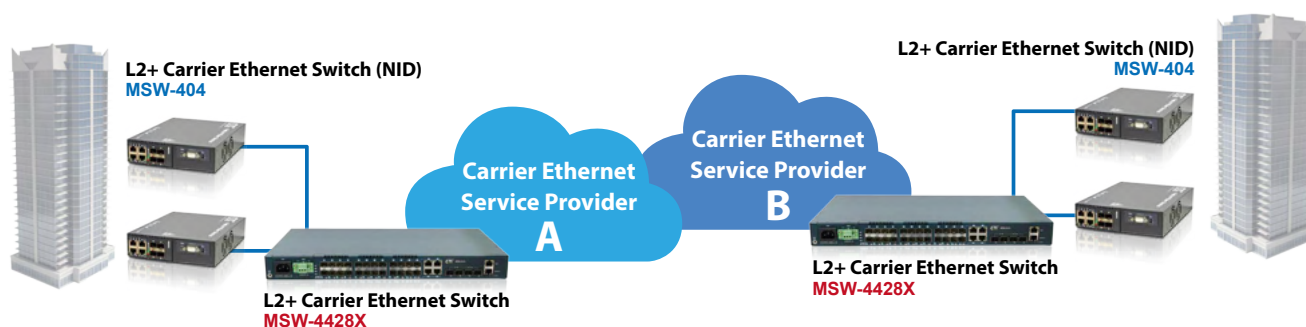 L2+ Carrier Ethernet Switch (NID)
MSW-404
L2+ Carrier Ethernet Switch (NID)
MSW-404
Carrier Ethernet
Service Provider
A
Carrier Ethernet
Service Provider
B
L2+ Carrier Ethernet Switch
MSW-4428X
L2+ Carrier Ethernet Switch
MSW-4428X